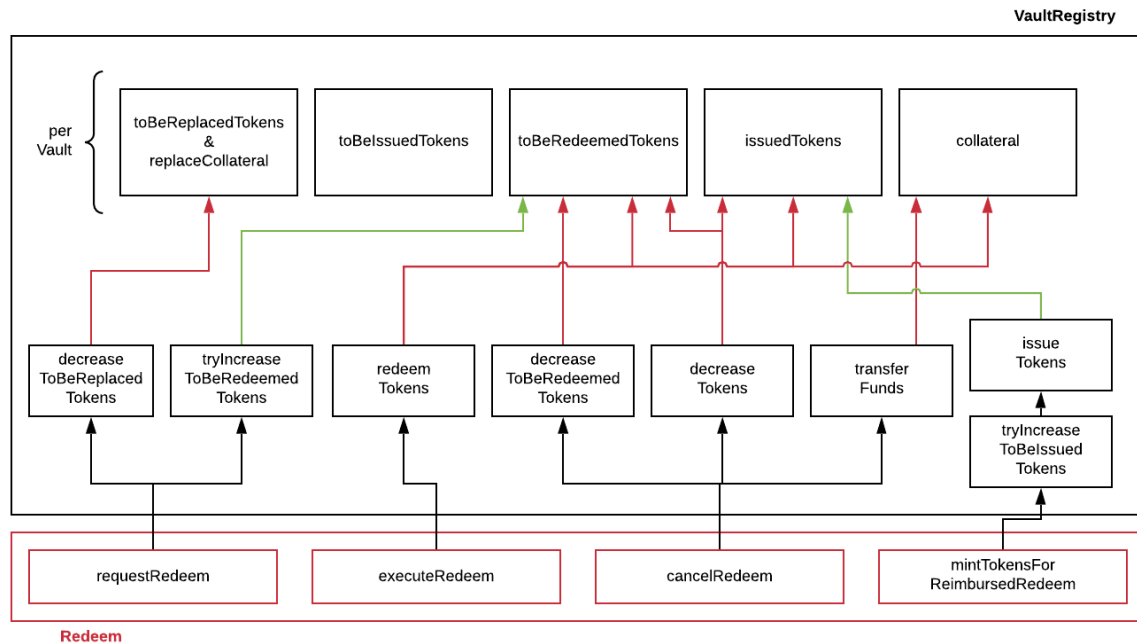 VaultRegistry
per
Vault
toBeReplacedTokens
&
replaceCollateral
toBeIssuedTokens
toBeRedeemedTokens
issuedTokens
collateral
decrease
ToBeReplaced
Tokens
tryIncrease
ToBeRedeemed
Tokens
redeem
Tokens
decrease
ToBeRedeemed
Tokens
decrease
Tokens
transfer
Funds
issue
Tokens
tryIncrease
ToBeIssued
Tokens
requestRedeem
executeRedeem
cancelRedeem
mintTokensFor
ReimbursedRedeem
Redeem